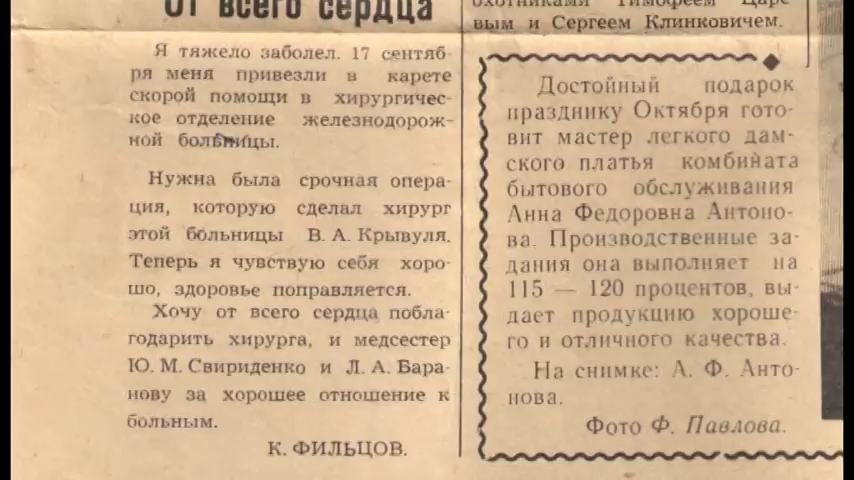 От всего сердца
Я тяжело заболел. 17 сентяб-
ря меня привезли в карете
скорой помощи в хирургичес-
кое отделение железнодорож-
ной больницы.
Нужна была срочная опера-
ция, которую сделал хирург
этой больницы В. А. Крывуля.
Теперь я чувствую себя хоро-
шо, здоровье поправляется.
Хочу от всего сердца побла-
годарить хирурга, и медсестер
Ю. М. Свириденко и Л. А. Бара-
нову за хорошее отношение к
больным.
К. ФИЛЬЦОВ.
охотниками Тимофеем Царе
вым и Сергеем Клинковичем.
Достойный подарок
празднику Октября гото-
вит мастер легкого дам-
ского платья комбината
бытового обслуживания
Анна Федоровна Антоно-
ва. Производственные за-
дания она выполняет на
115 — 120 процентов, вы-
дает продукцию хороше-
го и отличного качества.
На снимке: А. Ф. Анто-
нова.
Фото Ф. Павлова.